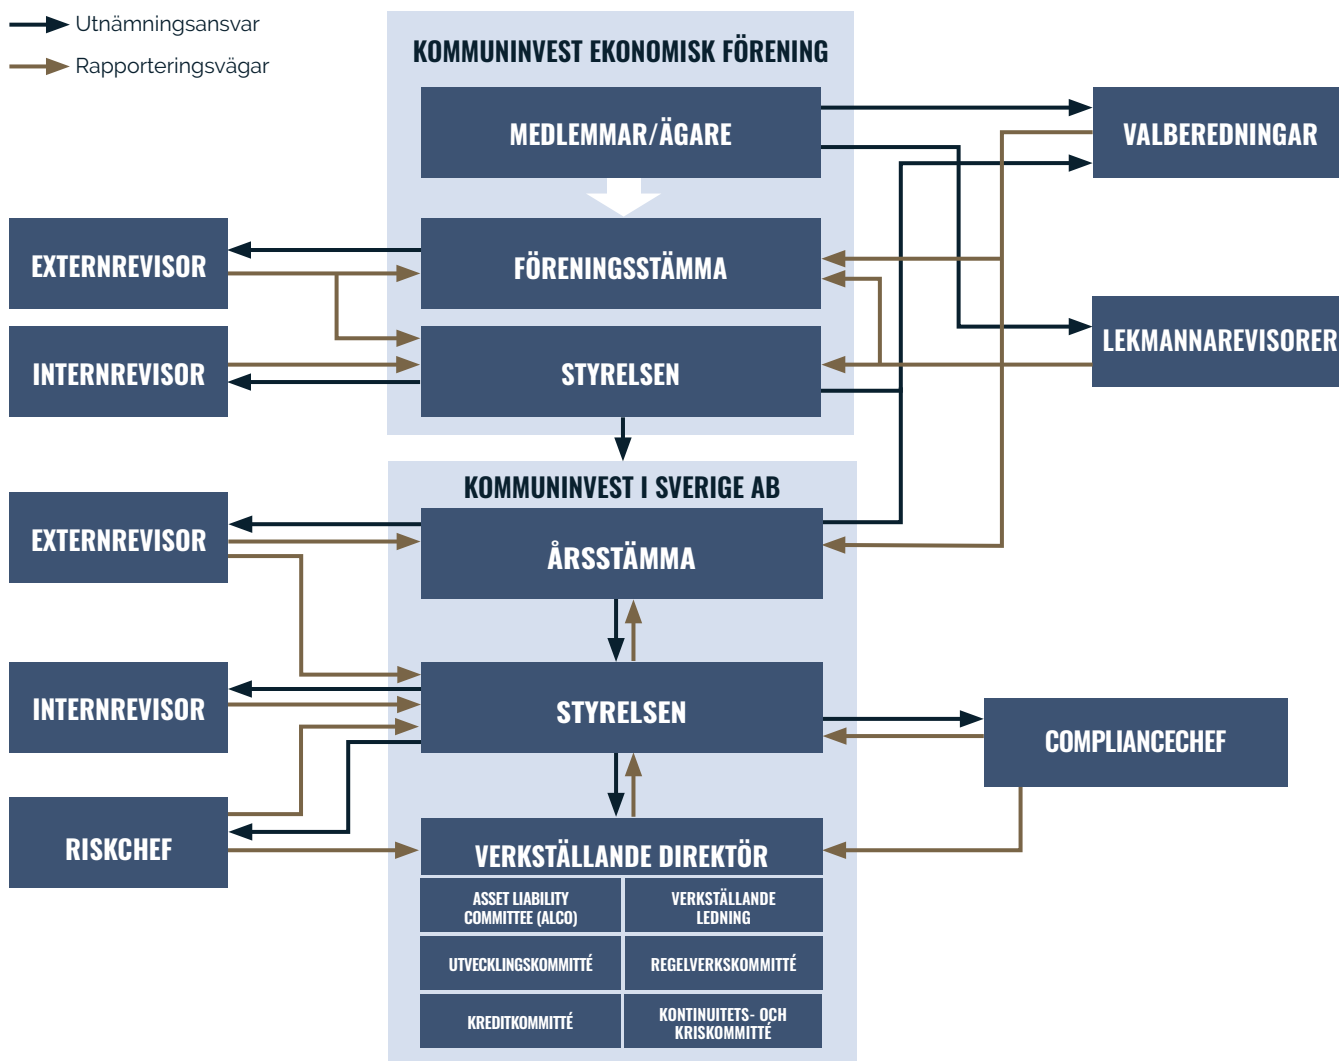 Utnämningsansvar
Rapporteringsvägar
KOMMUNINVEST EKONOMISK FÖRENING
MEDLEMMAR/ÄGARE
VALBEREDNINGAR
EXTERNREVISOR
FÖRENINGSSTÄMMA
LEKMANNAREVISORER
INTERNREVISOR
STYRELSEN
KOMMUNINVEST I SVERIGE AB
EXTERNREVISOR
ÅRSSTÄMMA
INTERNREVISOR
STYRELSEN
COMPLIANCECHEF
RISKCHEF
VERKSTÄLLANDE DIREKTÖR
ASSET LIABILITY
COMMITTEE (ALCO)
VERKSTÄLLANDE
LEDNING
UTVECKLINGSKOMMITTÉ
REGELVERKSKOMMITTÉ
KREDITKOMMITTÉ
KONTINUITETS- OCH
KRISKOMMITTÉ